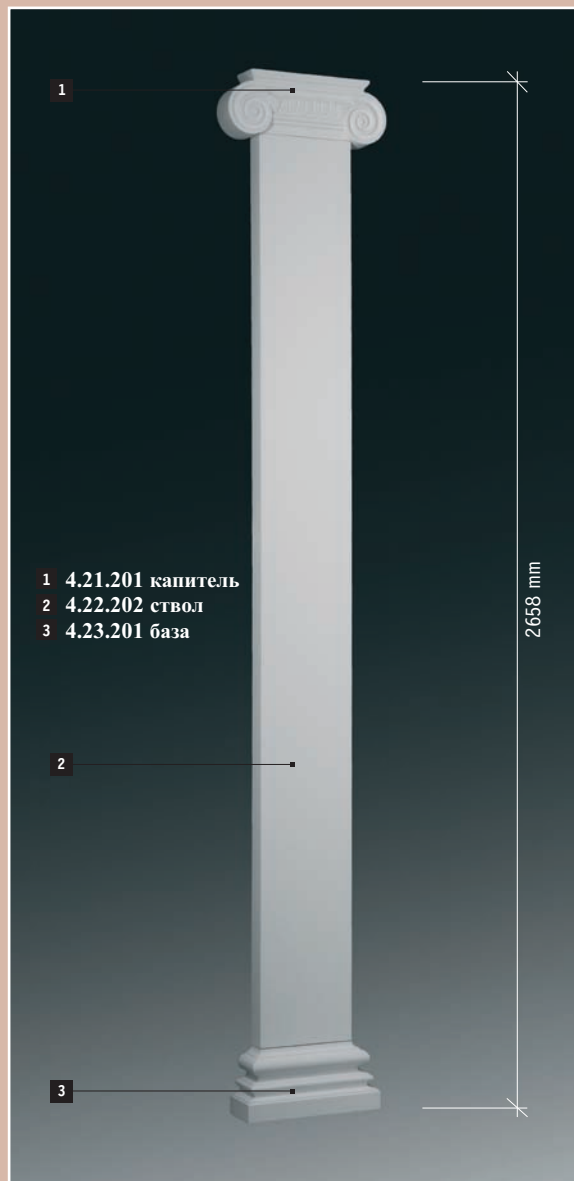 1
1 4.21.201 капитель
2 4.22.202 ствол
3 4.23.201 база
2658 mm
2
3